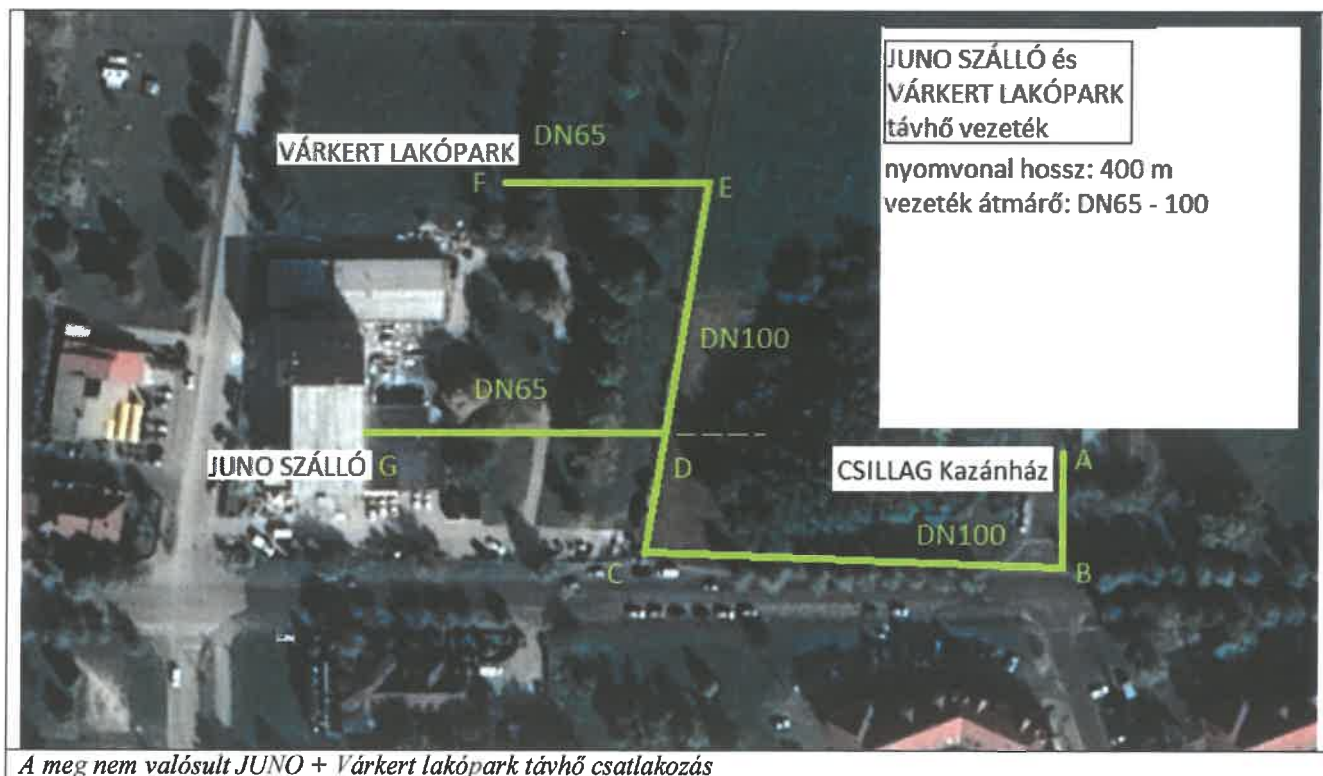 JUNO SZÁLLÓ és
VÁRKERT LAKÓPARK
távhő vezeték
nyomvonal hossz: 400 m
vezeték átmárő: DN65 - 100
VÁRKERT LAKÓPARK
DN65
F
E
DN100
DN65
JUNO SZÁLLÓ
G
D
CSILLAG Kazánház
A
DN100
C
B
A meg nem valósult JUNO + Várkert lakópark távhő csatlakozás